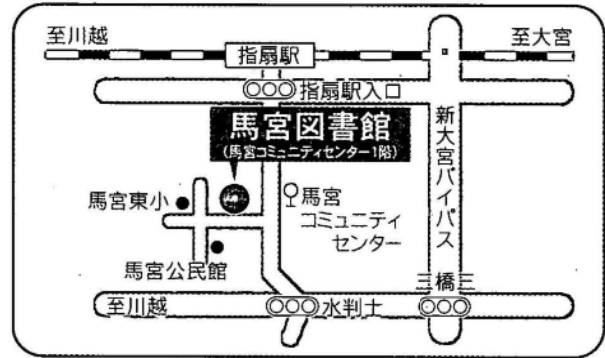 至川越
指扇駅
至大宮
指扇駅入口
馬宮図書館
(馬宮コミュニティセンター1階)
新大宮バイパス
馬宮東小
馬宮
コミュニティ
センター
馬宮公民館
三橋三
至川越
水判土